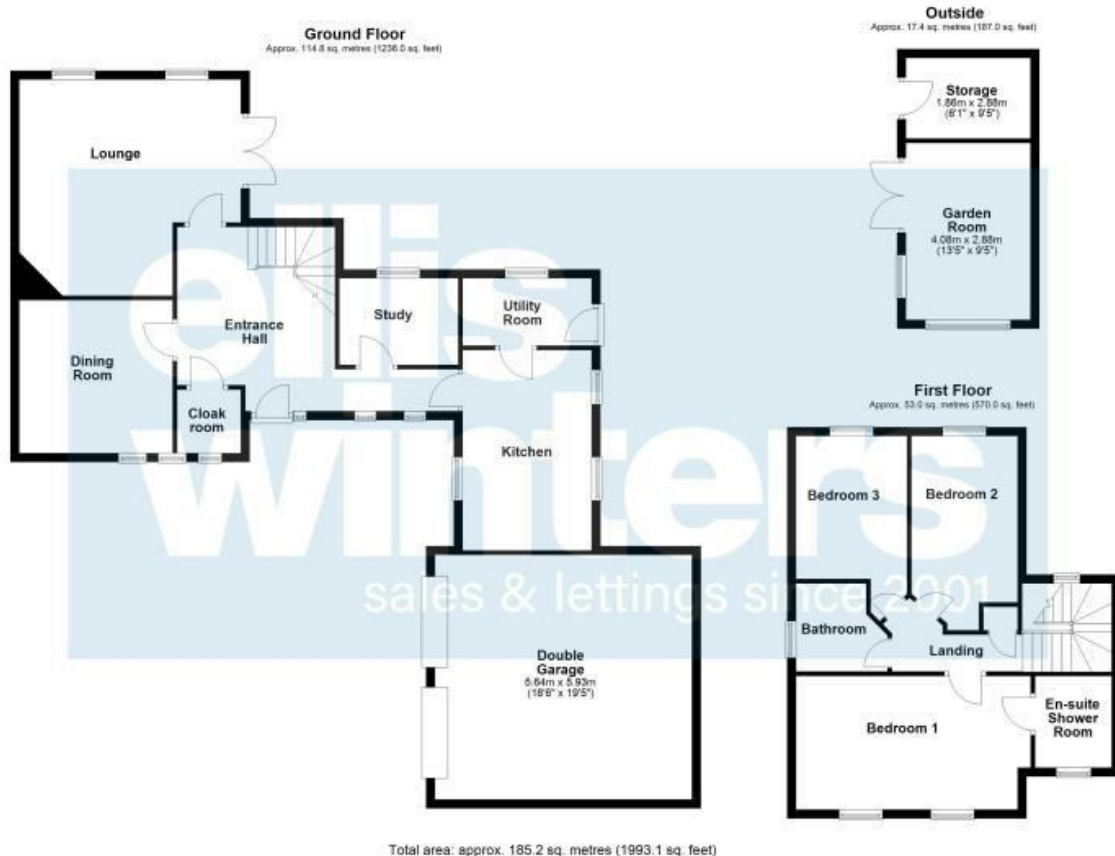 Ground Floor
Approx. 114.8 sq. metres (1236.0 sq. feet)
Outside
Approx. 17.4 sq. metres (187.0 sq. feet)
Storage
1.86m x 2.88m
(6'1" x 9'5")
Lounge
Garden
Room
4.08m x 2.88m
(13'5" x 9'5")
ellis
winters
sales & lettings since 2001
Study
Utility
Room
Entrance
Hall
Dining
Room
Cloak
room
Kitchen
First Floor
Approx. 53.0 sq. metres (570.0 sq. feet)
Bedroom 3
Bedroom 2
Bathroom
Landing
Double
Garage
5.64m x 5.93m
(18'6" x 19'5")
Bedroom 1
En-suite
Shower
Room
Total area: approx. 185.2 sq. metres (1993.1 sq. feet)